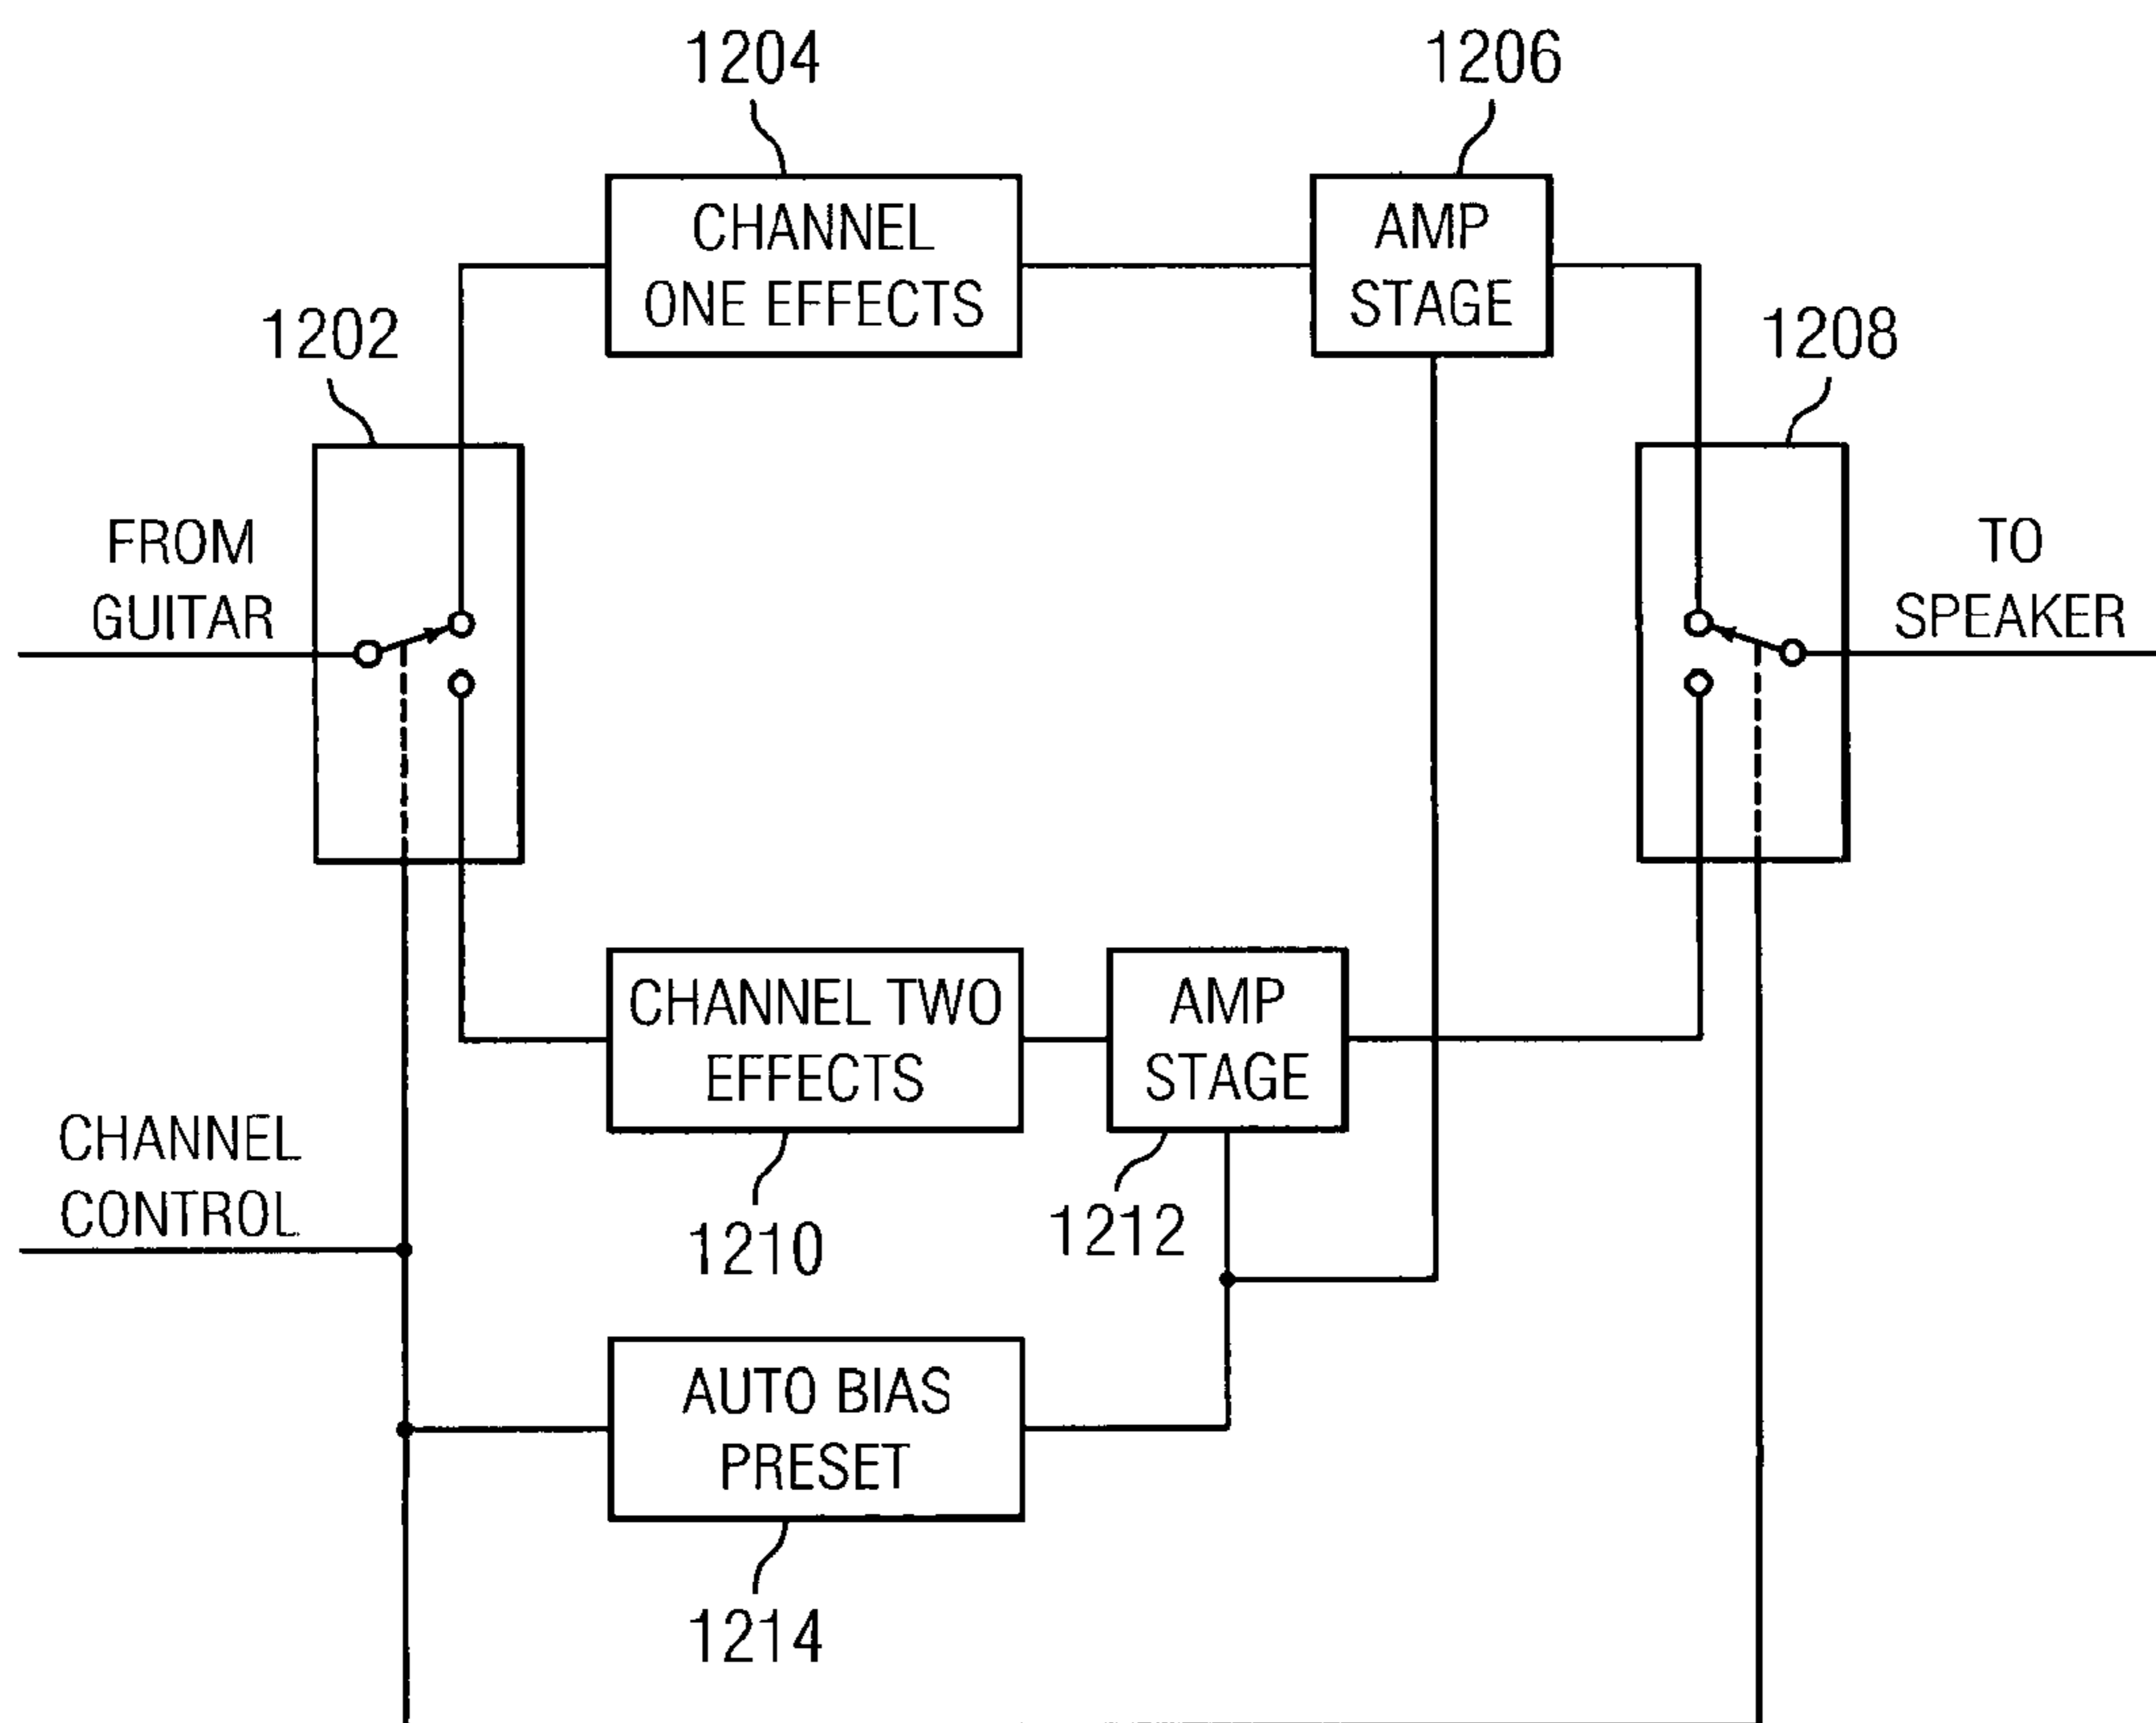 1204
1206
CHANNEL
ONE EFFECTS
AMP
STAGE
1202
1208
FROM
GUITAR
TO
SPEAKER
CHANNEL TWO
EFFECTS
AMP
STAGE
CHANNEL
CONTROL
1210
1212
AUTO BIAS
PRESET
1214